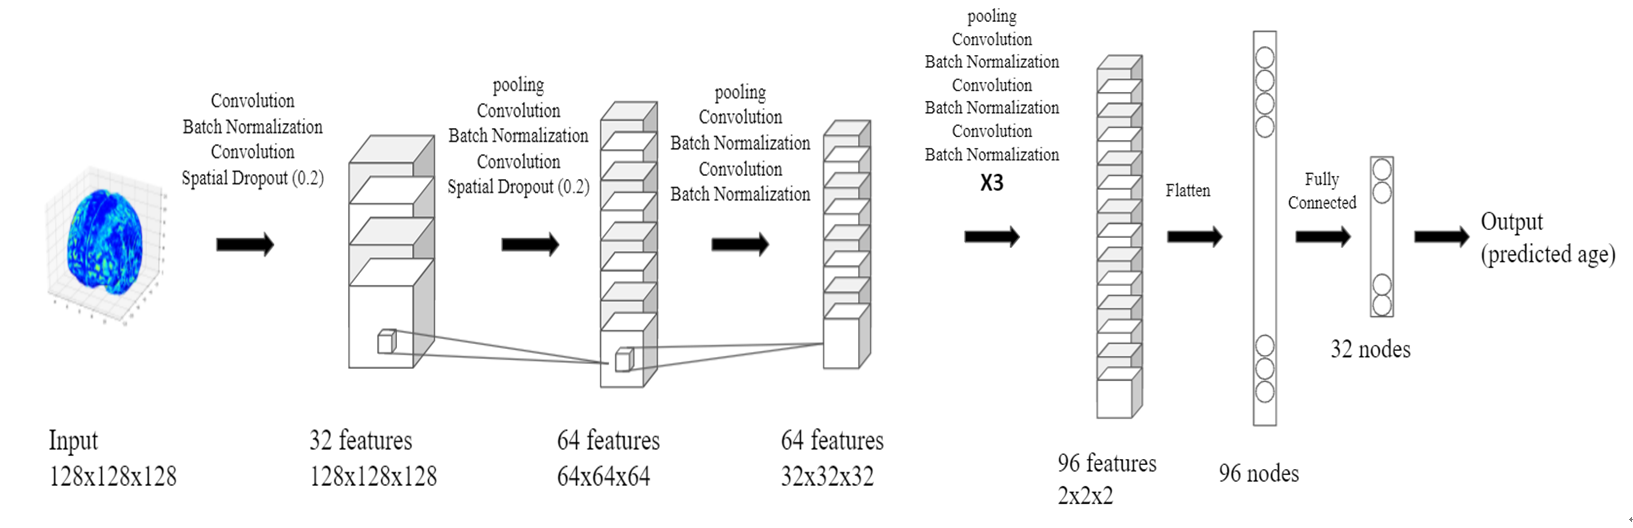 Convolution
Batch Normalization
Convolution
Spatial Dropout (0.2)
pooling
Convolution
Batch Normalization
Convolution
Spatial Dropout (0.2)
pooling
Convolution
Batch Normalization
Convolution
Batch Normalization
pooling
Convolution
Batch Normalization
Convolution
Batch Normalization
Convolution
Batch Normalization
X3
Flatten
Fully
Connected
Output
(predicted age)
Input
128x128x128
32 features
128x128x128
64 features
64x64x64
64 features
32x32x32
96 features
2x2x2
96 nodes
32 nodes